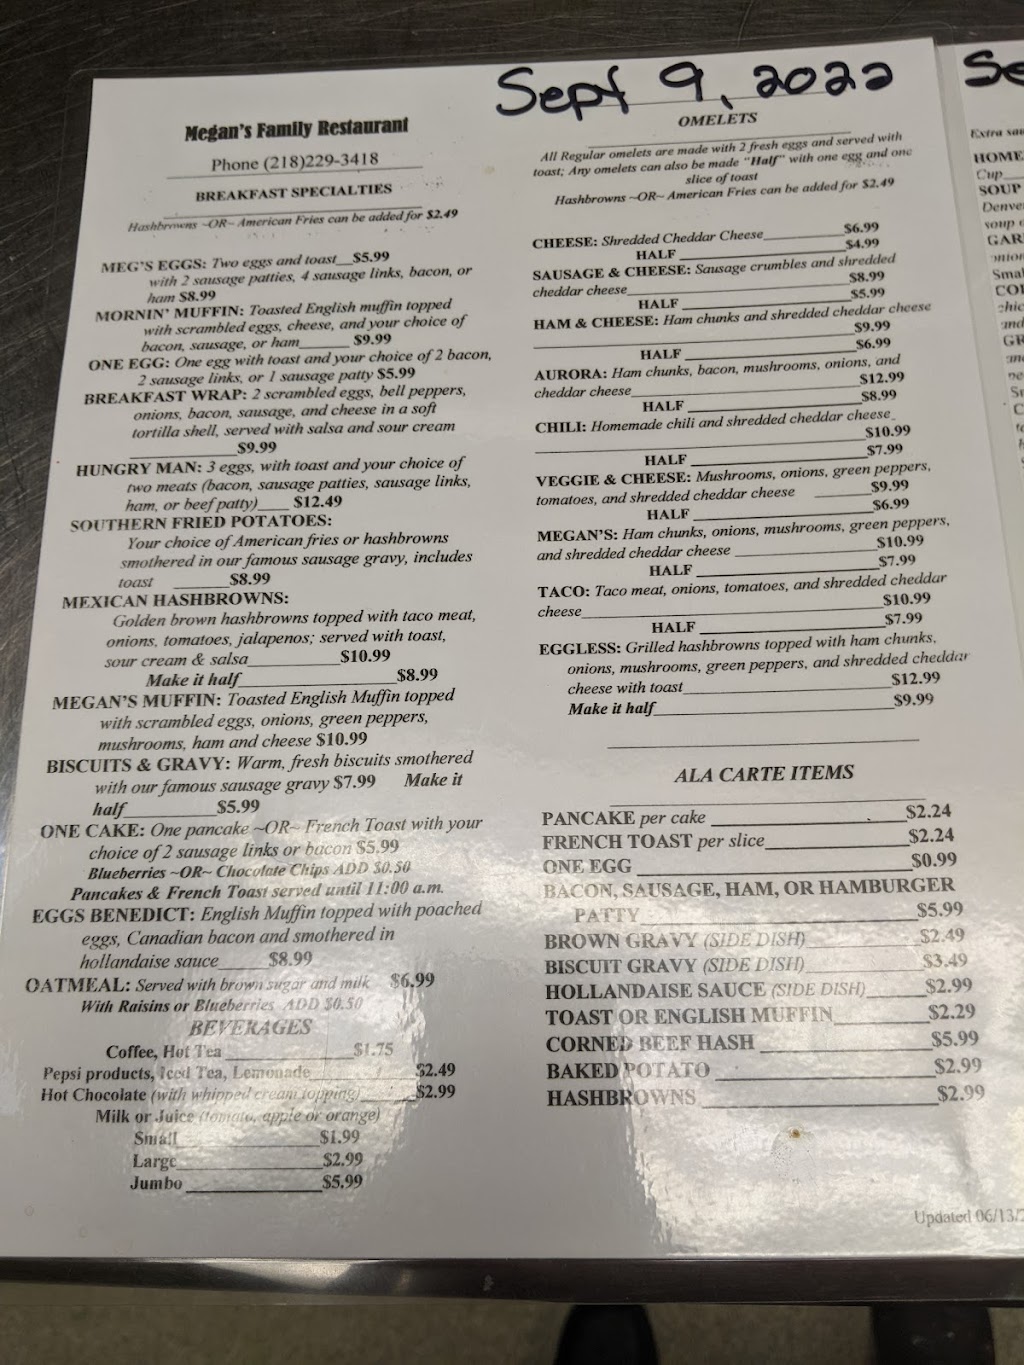 Sept 9, 2022
Megan's Family Restaurant
Phone (218)229-3418
BREAKFAST SPECIALTIES
Hashbrowns ~OR~ American Fries can be added for $2.49
MEG'S EGGS: Two eggs and toast $5.99
with 2 sausage patties, 4 sausage links, bacon, or
ham $8.99
MORNIN' MUFFIN: Toasted English muffin topped
with scrambled eggs, cheese, and your choice of
bacon, sausage, or ham $9.99
ONE EGG: One egg with toast and your choice of 2 bacon,
2 sausage links, or 1 sausage patty $5.99
BREAKFAST WRAP: 2 scrambled eggs, bell peppers,
onions, bacon, sausage, and cheese in a soft
tortilla shell, served with salsa and sour cream
$9.99
HUNGRY MAN: 3 eggs, with toast and your choice of
two meats (bacon, sausage patties, sausage links,
ham, or beef patty) $12.49
SOUTHERN FRIED POTATOES:
Your choice of American fries or hashbrowns
smothered in our famous sausage gravy, includes
toast $8.99
MEXICAN HASHBROWNS:
Golden brown hashbrowns topped with taco meat,
onions, tomatoes, jalapenos; served with toast,
sour cream & salsa $10.99
Make it half $8.99
MEGAN'S MUFFIN: Toasted English Muffin topped
with scrambled eggs, onions, green peppers,
mushrooms, ham and cheese $10.99
BISCUITS & GRAVY: Warm, fresh biscuits smothered
with our famous sausage gravy $7.99 Make it
half $5.99
ONE CAKE: One pancake ~OR~ French Toast with your
choice of 2 sausage links or bacon $5.99
Blueberries ~OR~ Chocolate Chips ADD $0.50
Pancakes & French Toast served until 11:00 a.m.
EGGS BENEDICT: English Muffin topped with poached
eggs, Canadian bacon and smothered in
hollandaise sauce $8.99
OATMEAL: Served with brown sugar and milk $6.99
With Raisins or Blueberries ADD $0.50
BEVERAGES
Coffee, Hot Tea $1.75
Pepsi products, Iced Tea, Lemonade $2.49
Hot Chocolate (with whipped cream topping) $2.99
Milk or Juice (tomato, apple or orange)
Small $1.99
Large $2.99
Jumbo $5.99
OMELETS
All Regular omelets are made with 2 fresh eggs and served with
toast; Any omelets can also be made "Half" with one egg and one
slice of toast
Hashbrowns ~OR~ American Fries can be added for $2.49
CHEESE: Shredded Cheddar Cheese $6.99
HALF $4.99
SAUSAGE & CHEESE: Sausage crumbles and shredded
cheddar cheese $8.99
HALF $5.99
HAM & CHEESE: Ham chunks and shredded cheddar cheese
$9.99
HALF $6.99
AURORA: Ham chunks, bacon, mushrooms, onions, and
cheddar cheese $12.99
HALF $8.99
CHILI: Homemade chili and shredded cheddar cheese
$10.99
HALF $7.99
VEGGIE & CHEESE: Mushrooms, onions, green peppers,
tomatoes, and shredded cheddar cheese $9.99
HALF $6.99
MEGAN'S: Ham chunks, onions, mushrooms, green peppers,
and shredded cheddar cheese $10.99
HALF $7.99
TACO: Taco meat, onions, tomatoes, and shredded cheddar
cheese $10.99
HALF $7.99
EGGLESS: Grilled hashbrowns topped with ham chunks,
onions, mushrooms, green peppers, and shredded cheddar
cheese with toast $12.99
Make it half $9.99
ALA CARTE ITEMS
PANCAKE per cake $2.24
FRENCH TOAST per slice $2.24
ONE EGG $0.99
BACON, SAUSAGE, HAM, OR HAMBURGER
PATTY $5.99
BROWN GRAVY (SIDE DISH) $2.49
BISCUIT GRAVY (SIDE DISH) $3.49
HOLLANDAISE SAUCE (SIDE DISH) $2.99
TOAST OR ENGLISH MUFFIN $2.29
CORNED BEEF HASH $5.99
BAKED POTATO $2.99
HASHBROWNS $2.99
Updated 06/13/
Se
Extra
HOME
Cup
SOUP
soup